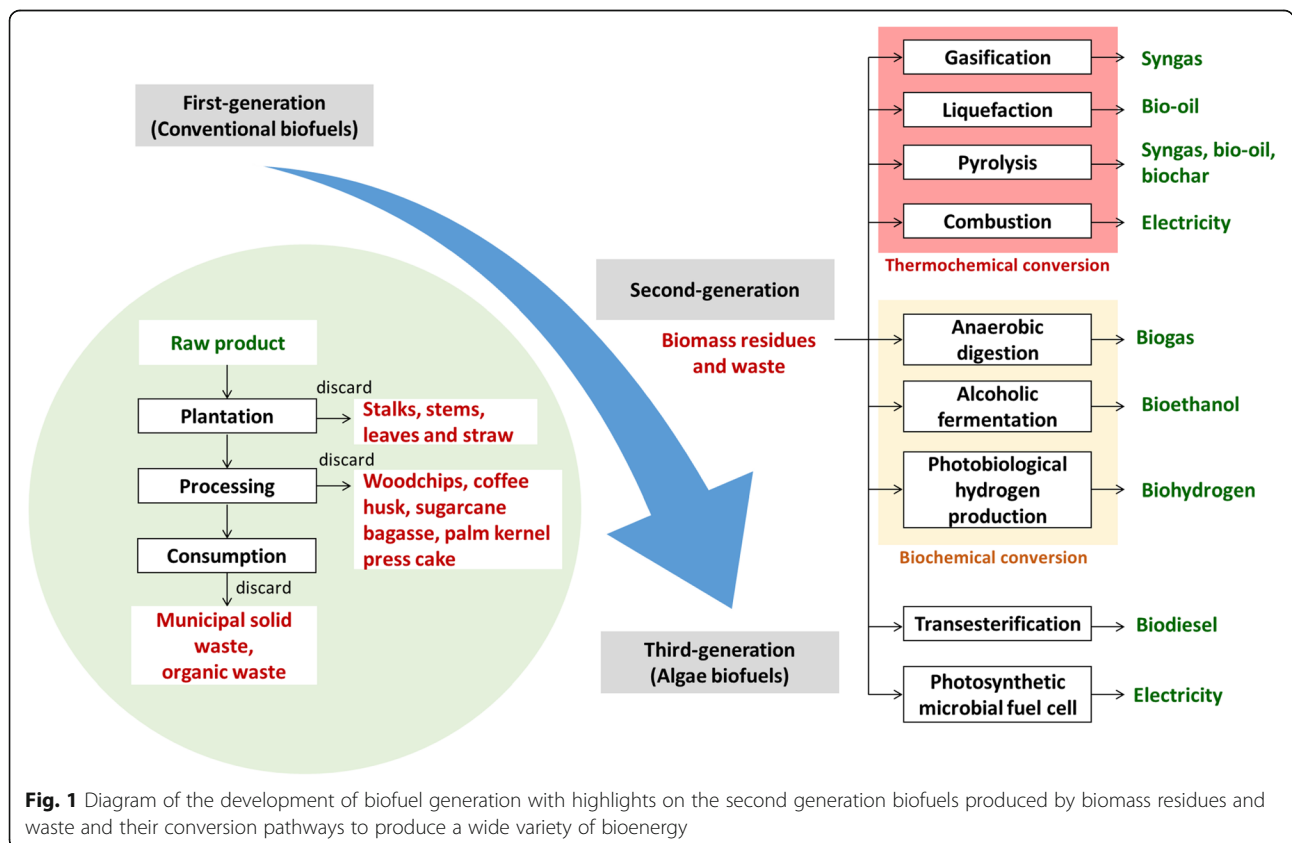 First-generation
(Conventional biofuels)
Raw product
discard
Plantation
Stalks, stems,
leaves and straw
discard
Processing
Woodchips, coffee
husk, sugarcane
bagasse, palm kernel
press cake
Consumption
discard
Municipal solid
waste,
organic waste
Second-generation
Biomass residues
and waste
Third-generation
(Algae biofuels)
Gasification
Syngas
Liquefaction
Bio-oil
Pyrolysis
Syngas, bio-oil,
biochar
Combustion
Electricity
Thermochemical conversion
Anaerobic
digestion
Biogas
Alcoholic
fermentation
Bioethanol
Photobiological
hydrogen
production
Biohydrogen
Biochemical conversion
Transesterification
Biodiesel
Photosynthetic
microbial fuel cell
Electricity
Fig. 1 Diagram of the development of biofuel generation with highlights on the second generation biofuels produced by biomass residues and
waste and their conversion pathways to produce a wide variety of bioenergy